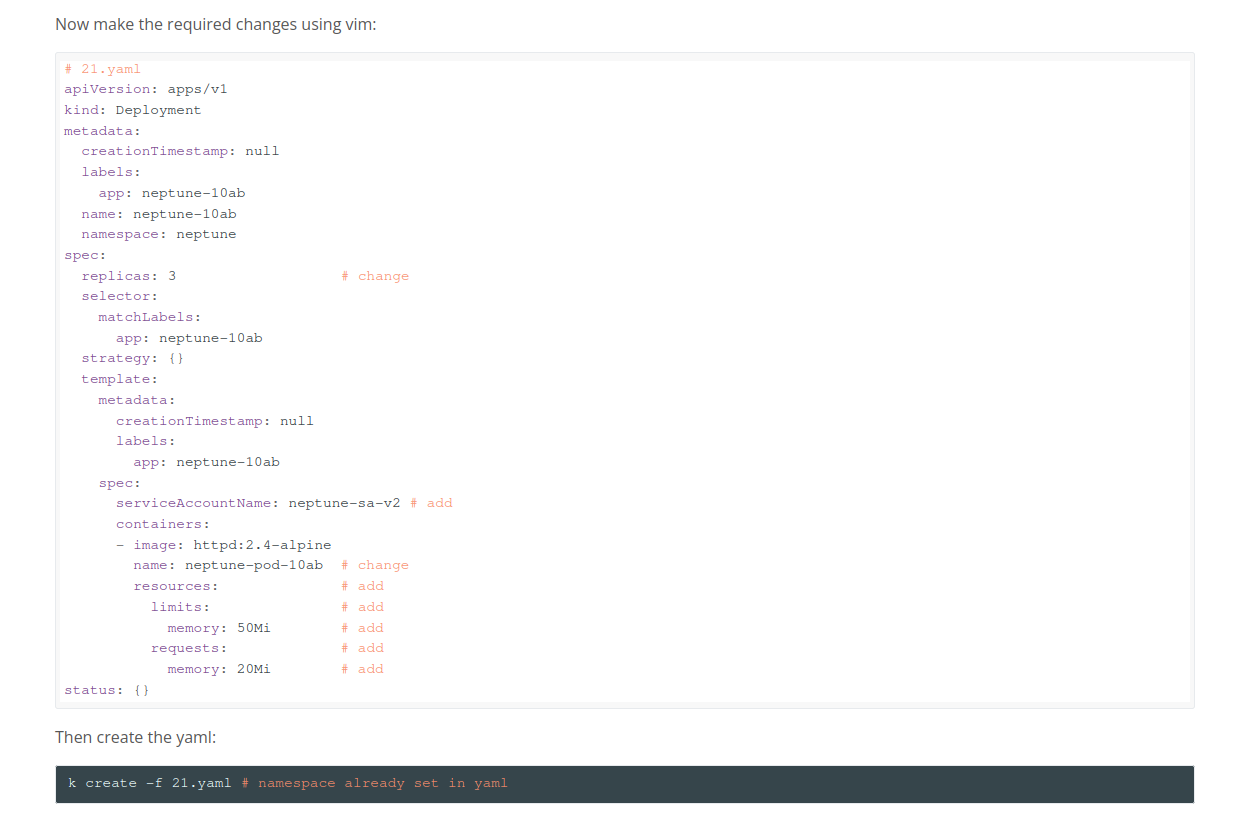 Now make the required changes using vim:
# 21.yaml
apiVersion: apps/v1
kind: Deployment
metadata:
  creationTimestamp: null
  labels:
    app: neptune-10ab
  name: neptune-10ab
  namespace: neptune
spec:
  replicas: 3                   # change
  selector:
    matchLabels:
      app: neptune-10ab
  strategy: {}
  template:
    metadata:
      creationTimestamp: null
      labels:
        app: neptune-10ab
    spec:
      serviceAccountName: neptune-sa-v2 # add
      containers:
      - image: httpd:2.4-alpine
        name: neptune-pod-10ab  # change
        resources:              # add
          limits:               # add
            memory: 50Mi        # add
          requests:             # add
            memory: 20Mi        # add
status: {}
Then create the yaml:
k create -f 21.yaml # namespace already set in yaml